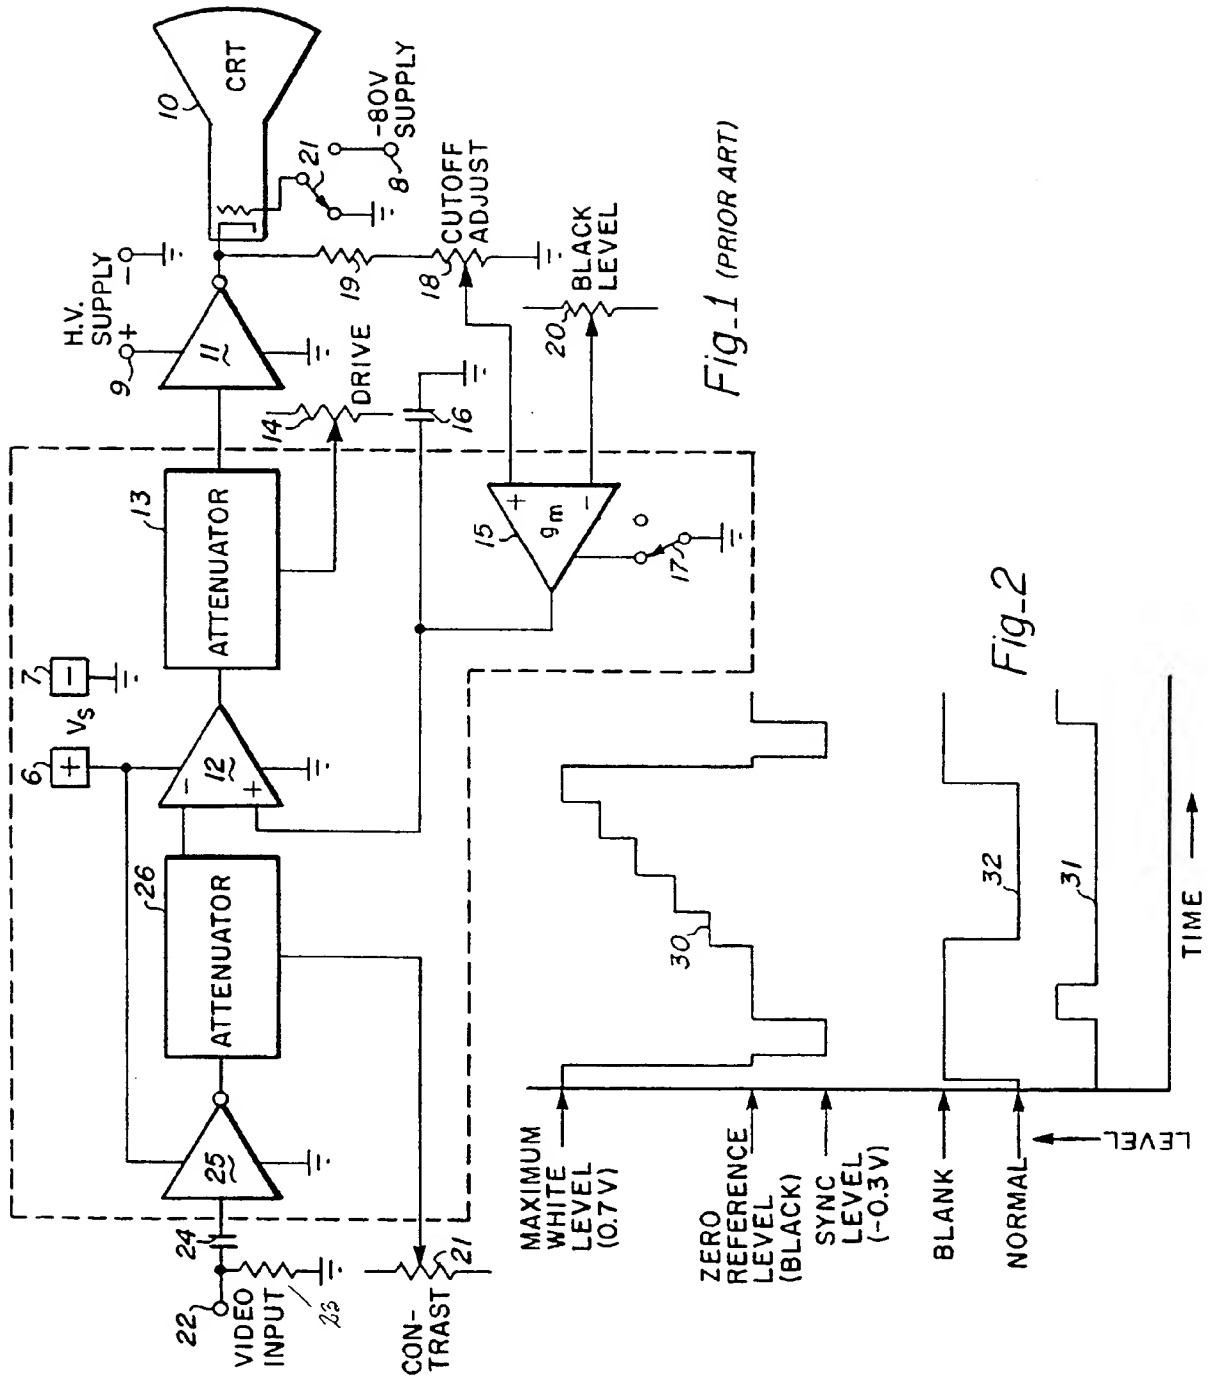 10
CRT
H.V.
SUPPLY
+
−
9
11
21
-80V
SUPPLY
8
19
18
CUTOFF
ADJUST
BLACK
LEVEL
20
14
DRIVE
16
13
ATTENUATOR
15
gm
+
−
17
7
−
6
+
Vs
12
−
+
26
ATTENUATOR
25
24
22
VIDEO
INPUT
23
CON-
TRAST
21
Fig_1 (PRIOR ART)
MAXIMUM
WHITE
LEVEL
(0.7V)
ZERO
REFERENCE
LEVEL
(BLACK)
SYNC
LEVEL
(-0.3V)
BLANK
NORMAL
LEVEL
30
32
31
TIME
Fig_2